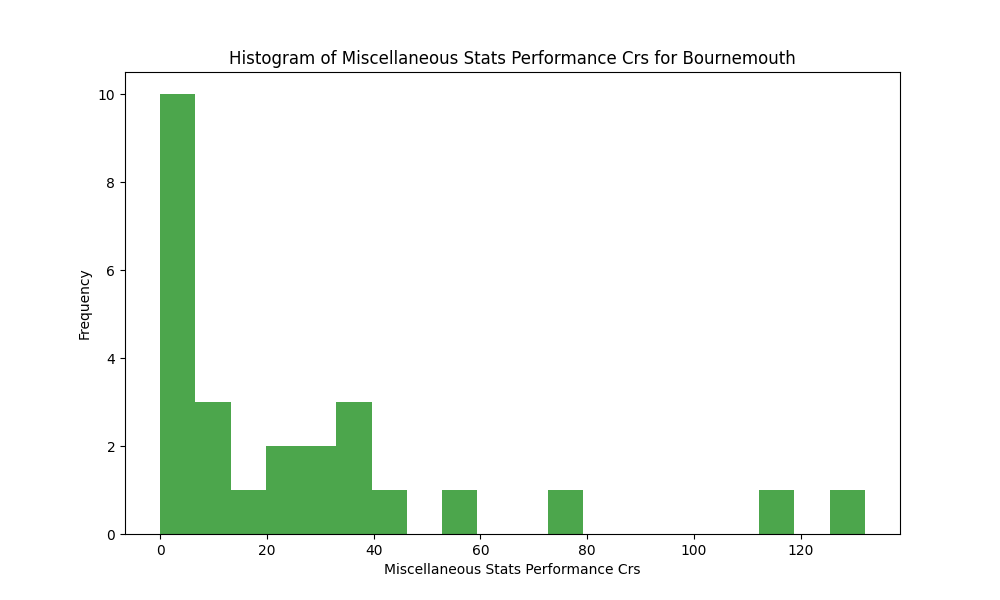 Histogram of Miscellaneous Stats Performance Crs for Bournemouth
10
8
6
4
2
0
Frequency
0 20 40 60 80 100 120
Miscellaneous Stats Performance Crs